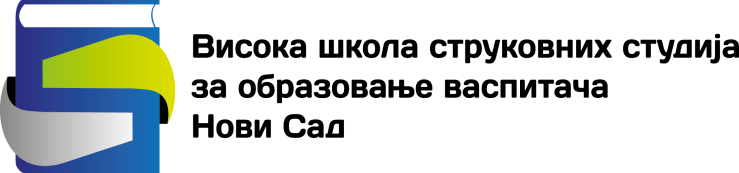 Висока школа струковних студија
за образовање васпитача
Нови Сад